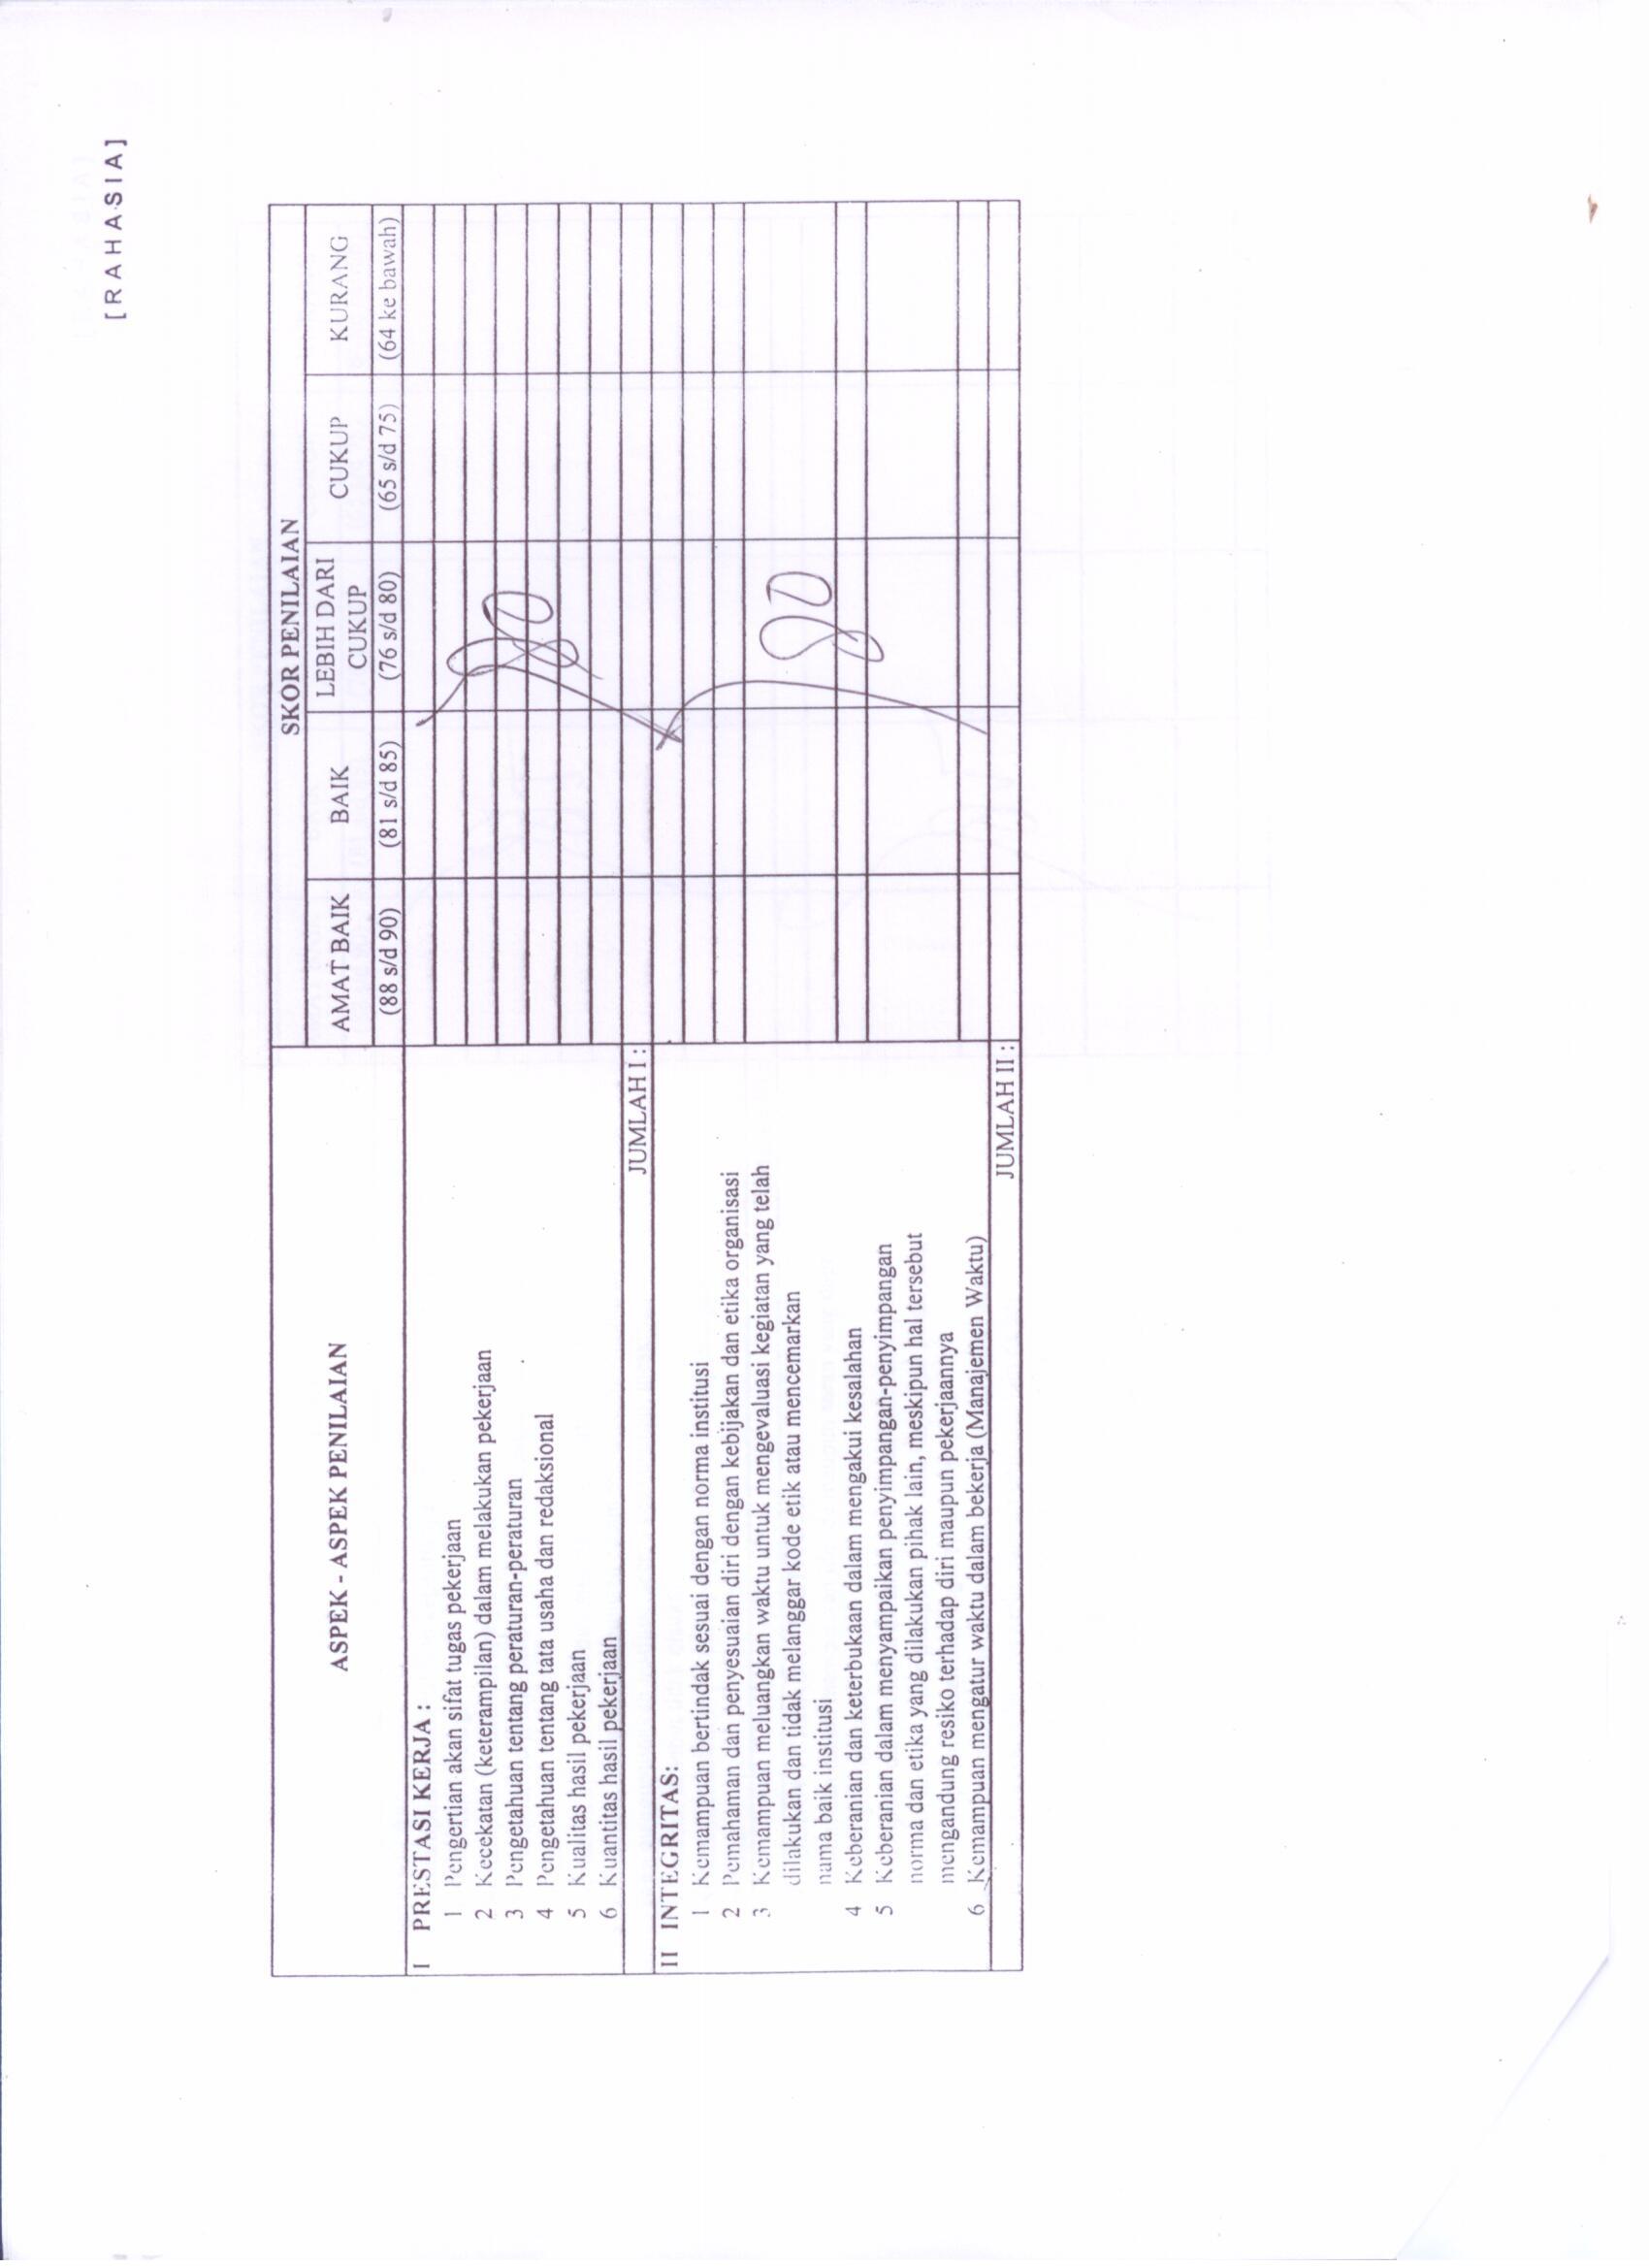 [RAHASIA]
ASPEK - ASPEK PENILAIAN
SKOR PENILAIAN
AMAT BAIK
BAIK
LEBIH DARI
CUKUP
CUKUP
KURANG
(88 s/d 90)
(81 s/d 85)
(76 s/d 80)
(65 s/d 75)
(64 ke bawah)
I PRESTASI KERJA :
1 Pengertian akan sifat tugas pekerjaan
2 Kecekatan (keterampilan) dalam melakukan pekerjaan
3 Pengetahuan tentang peraturan-peraturan
4 Pengetahuan tentang tata usaha dan redaksional
5 Kualitas hasil pekerjaan
6 Kuantitas hasil pekerjaan
80
JUMLAH I :
II INTEGRITAS:
1 Kemampuan bertindak sesuai dengan norma institusi
2 Pemahaman dan penyesuaian diri dengan kebijakan dan etika organisasi
3 Kemampuan meluangkan waktu untuk mengevaluasi kegiatan yang telah
dilakukan dan tidak melanggar kode etik atau mencemarkan
nama baik institusi
4 Keberanian dan keterbukaan dalam mengakui kesalahan
5 Keberanian dalam menyampaikan penyimpangan-penyimpangan
norma dan etika yang dilakukan pihak lain, meskipun hal tersebut
mengandung resiko terhadap diri maupun pekerjaannya
6 Kemampuan mengatur waktu dalam bekerja (Manajemen Waktu)
80
JUMLAH II :